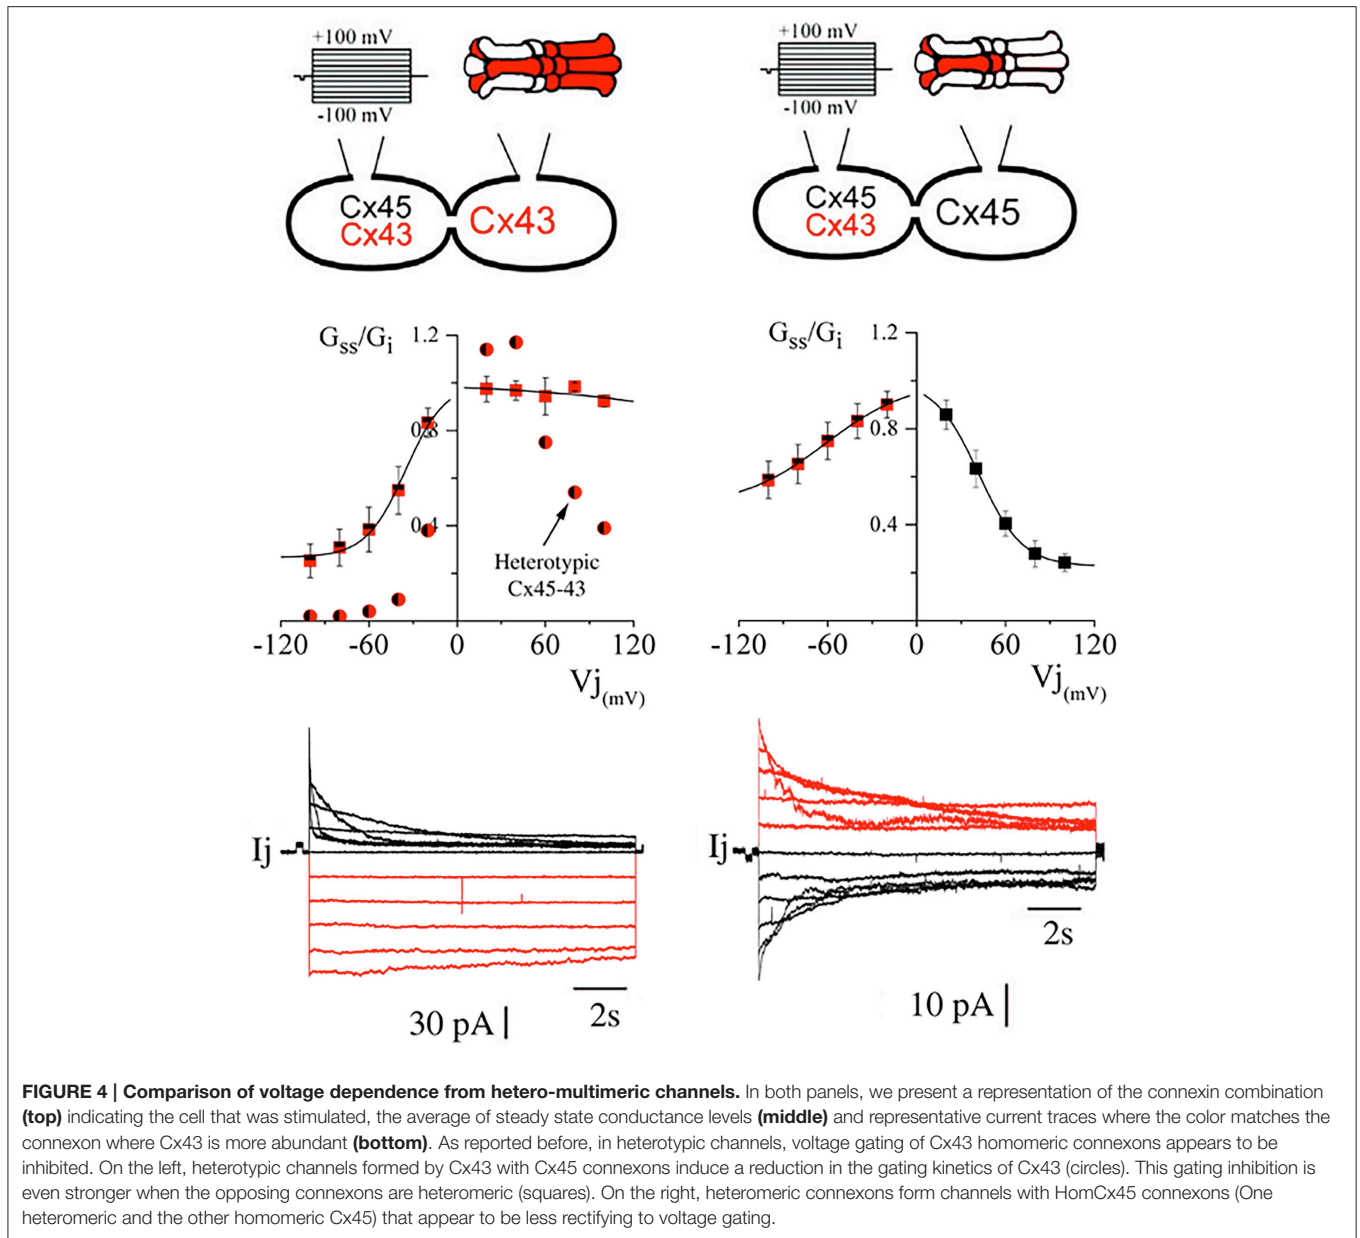 +100 mV
-100 mV
Cx45
Cx43
Cx43
+100 mV
-100 mV
Cx45
Cx43
Cx45
Gss/Gi
1.2
0.8
0.4
Heterotypic
Cx45-43
-120 -60 0 60 120
Vj(mV)
Gss/Gi
1.2
0.8
0.4
-120 -60 0 60 120
Vj(mV)
Ij
2s
30 pA
Ij
2s
10 pA
FIGURE 4 | Comparison of voltage dependence from hetero-multimeric channels. In both panels, we present a representation of the connexin combination
(top) indicating the cell that was stimulated, the average of steady state conductance levels (middle) and representative current traces where the color matches the
connexon where Cx43 is more abundant (bottom). As reported before, in heterotypic channels, voltage gating of Cx43 homomeric connexons appears to be
inhibited. On the left, heterotypic channels formed by Cx43 with Cx45 connexons induce a reduction in the gating kinetics of Cx43 (circles). This gating inhibition is
even stronger when the opposing connexons are heteromeric (squares). On the right, heteromeric connexons form channels with HomCx45 connexons (One
heteromeric and the other homomeric Cx45) that appear to be less rectifying to voltage gating.